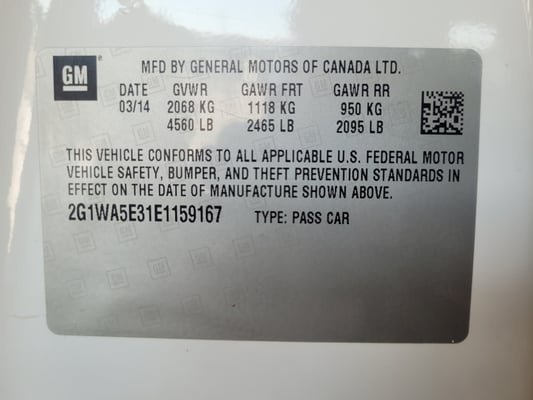 GM
MFD BY GENERAL MOTORS OF CANADA LTD.
DATE GVWR GAWR FRT GAWR RR
03/14 2068 KG 1118 KG 950 KG
4560 LB 2465 LB 2095 LB
THIS VEHICLE CONFORMS TO ALL APPLICABLE U.S. FEDERAL MOTOR
VEHICLE SAFETY, BUMPER, AND THEFT PREVENTION STANDARDS IN
EFFECT ON THE DATE OF MANUFACTURE SHOWN ABOVE.
2G1WA5E31E1159167 TYPE: PASS CAR